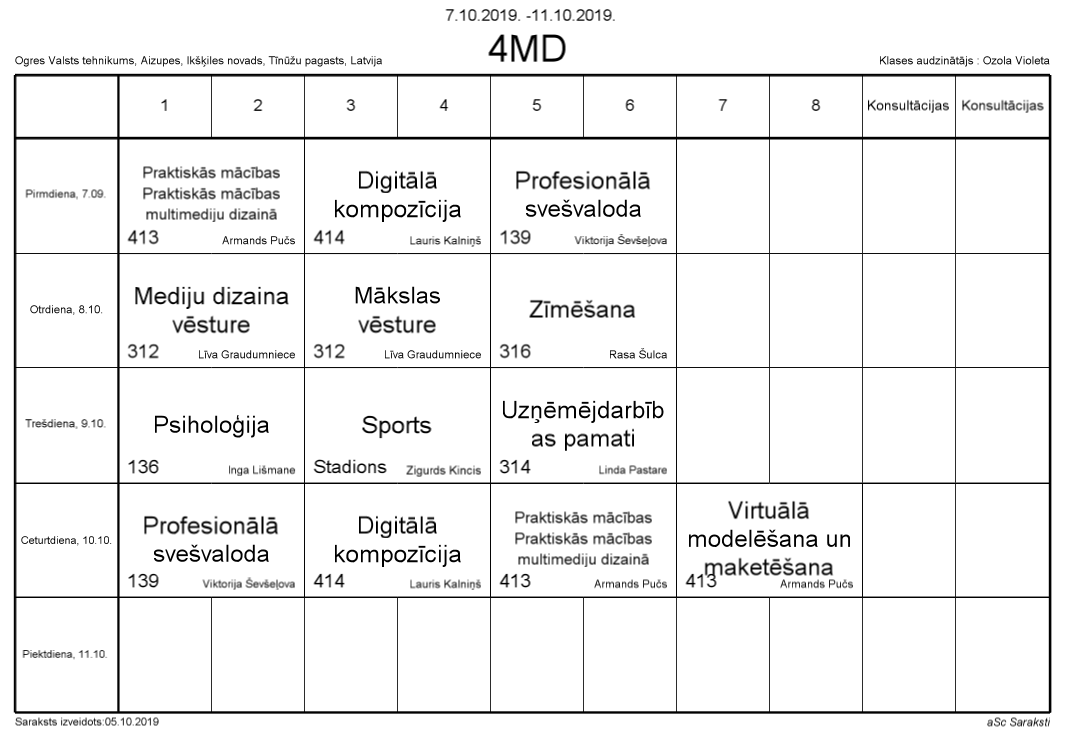 7.10.2019. -11.10.2019.
4MD
Ogres Valsts tehnikums, Aizupes, Ikšķiles novads, Tīnūžu pagasts, Latvija
Klases audzinātājs : Ozola Violeta
1 2 3 4 5 6 7 8 Konsultācijas Konsultācijas
Pirmdiena, 7.09.
Praktiskās mācības
Praktiskās mācības
multimediju dizainā
413 Armands Pučs
Digitālā
kompozīcija
414 Lauris Kalniņš
Profesionālā
svešvaloda
139 Viktorija Ševšeļova
Otrdiena, 8.10.
Mediju dizaina
vēsture
312 Līva Graudumniece
Mākslas
vēsture
312 Līva Graudumniece
Zīmēšana
316 Rasa Šulca
Trešdiena, 9.10.
Psiholoģija
136 Inga Lišmane
Sports
Stadions Zigurds Kincis
Uzņēmējdarbīb
as pamati
314 Linda Pastare
Ceturtdiena, 10.10.
Profesionālā
svešvaloda
139 Viktorija Ševšeļova
Digitālā
kompozīcija
414 Lauris Kalniņš
Praktiskās mācības
Praktiskās mācības
multimediju dizainā
413 Armands Pučs
Virtuālā
modelēšana un
maketēšana
413 Armands Pučs
Piektdiena, 11.10.
Saraksts izveidots:05.10.2019
aSc Saraksti